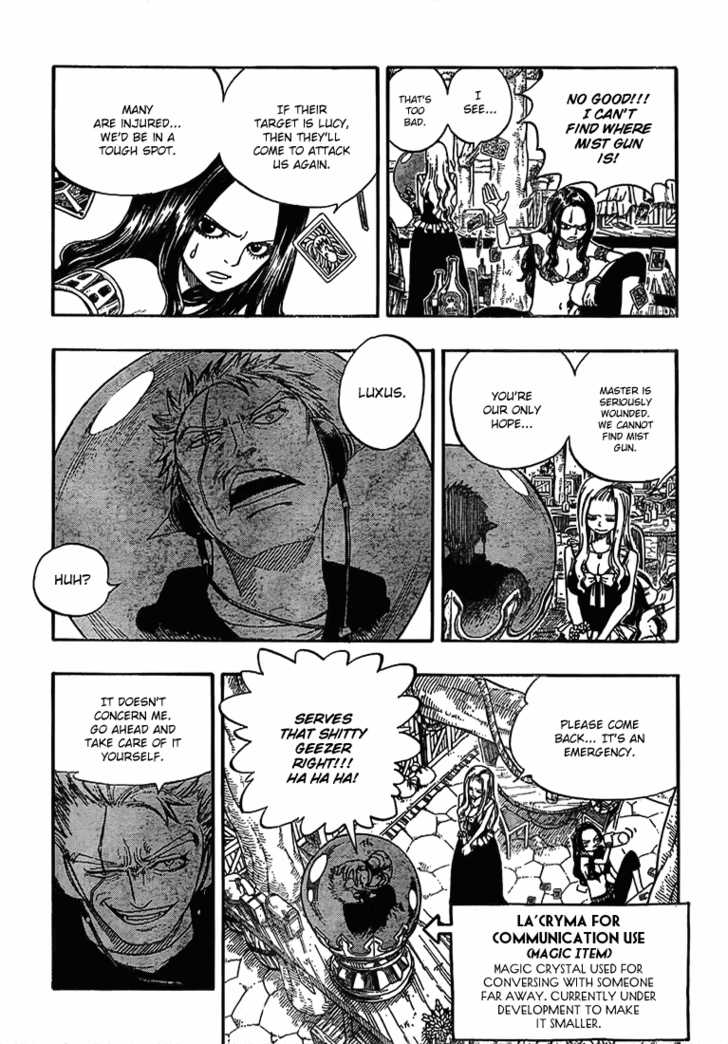 NO GOOD!!!
I CAN'T
FIND WHERE
MIST GUN
IS!
I
SEE...
THAT'S
TOO
BAD.
IF THEIR
TARGET IS LUCY,
THEN THEY'LL
COME TO ATTACK
US AGAIN.
MANY
ARE INJURED...
WE'D BE IN A
TOUGH SPOT.
MASTER IS
SERIOUSLY
WOUNDED.
WE CANNOT
FIND MIST
GUN.
YOU'RE
OUR ONLY
HOPE...
LUXUS.
HUH?
PLEASE COME
BACK... IT'S AN
EMERGENCY.
SERVES
THAT SHITTY
GEEZER
RIGHT!!!
HA HA HA!
LA'CRYMA FOR
COMMUNICATION USE
(MAGIC ITEM)
MAGIC CRYSTAL USED FOR
CONVERSING WITH SOMEONE
FAR AWAY. CURRENTLY UNDER
DEVELOPMENT TO MAKE
IT SMALLER.
IT DOESN'T
CONCERN ME.
GO AHEAD AND
TAKE CARE OF IT
YOURSELF.